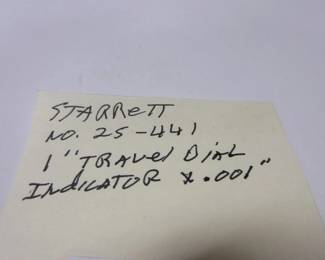 STARRETT
NO. 25-441
1" TRAVEL DIAL
INDICATOR x .001"